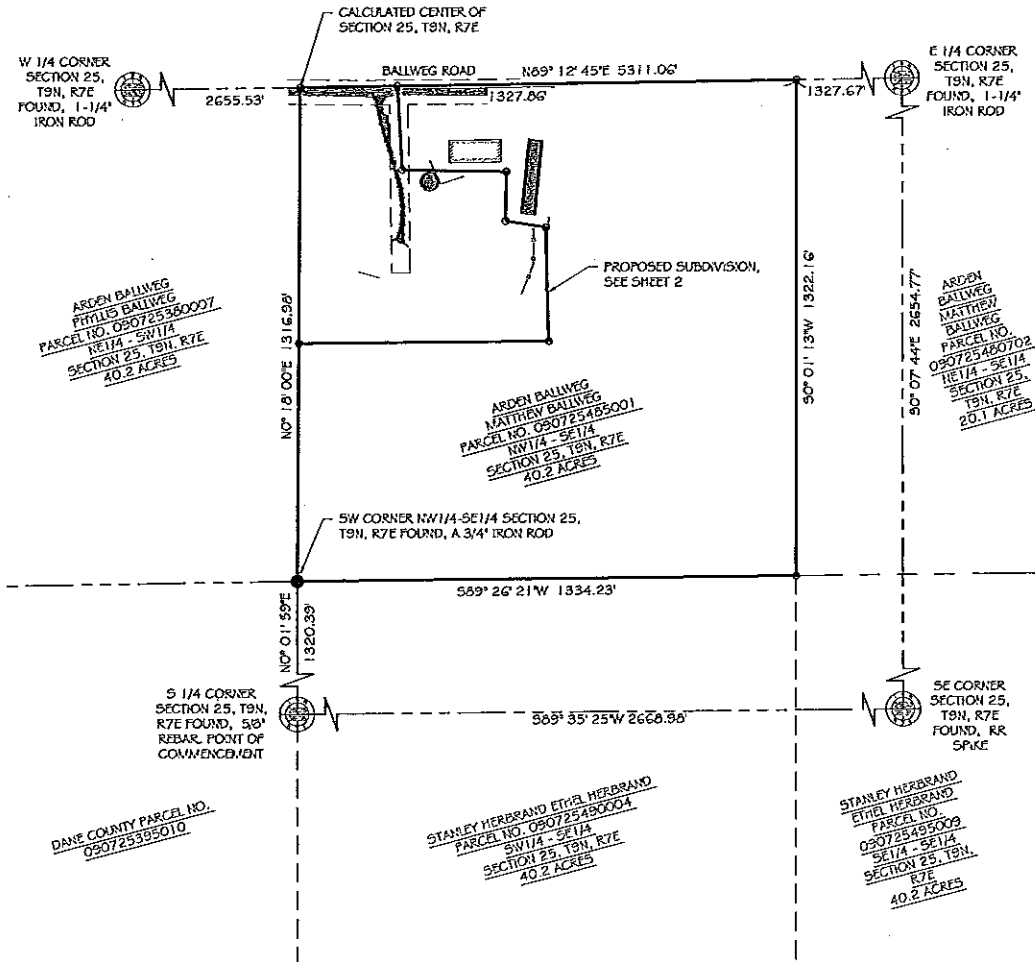 CALCULATED CENTER OF
SECTION 25, T9N, R7E
W 1/4 CORNER
SECTION 25,
T9N, R7E
FOUND, 1-1/4"
IRON ROD
BALLWEG ROAD
N89° 12' 45"E 5311.06'
E 1/4 CORNER
SECTION 25,
T9N, R7E
FOUND, 1-1/4"
IRON ROD
2655.53'
1327.86'
1327.67'
PROPOSED SUBDIVISION,
SEE SHEET 2
ARDEN BALLWEG
PHYLLIS BALLWEG
PARCEL NO. 090725380007
NE1/4 - SW1/4
SECTION 25, T9N, R7E
40.2 ACRES
N0° 18' 00"E 1316.98'
S0° 01' 13"W 1322.16'
S0° 07' 44"E 2654.77'
ARDEN
BALLWEG
MATTHEW
BALLWEG
PARCEL NO.
090725480702
NE1/4 - SE1/4
SECTION 25,
T9N, R7E
20.1 ACRES
ARDEN BALLWEG
MATTHEW BALLWEG
PARCEL NO. 090725485001
NW1/4 - SE1/4
SECTION 25, T9N, R7E
40.2 ACRES
SW CORNER NW1/4-SE1/4 SECTION 25,
T9N, R7E FOUND, A 3/4" IRON ROD
S89° 26' 21"W 1334.23'
N0° 01' 59"E
1320.39'
S 1/4 CORNER
SECTION 25, T9N,
R7E FOUND, 5/8"
REBAR. POINT OF
COMMENCEMENT
S89° 35' 25"W 2668.98'
SE CORNER
SECTION 25,
T9N, R7E
FOUND, RR
SPIKE
DANE COUNTY PARCEL NO.
090725395010
STANLEY HERBRAND ETHEL HERBRAND
PARCEL NO. 090725490004
SW1/4 - SE1/4
SECTION 25, T9N, R7E
40.2 ACRES
STANLEY HERBRAND
ETHEL HERBRAND
PARCEL NO.
090725495009
SE1/4 - SE1/4
SECTION 25, T9N,
R7E
40.2 ACRES